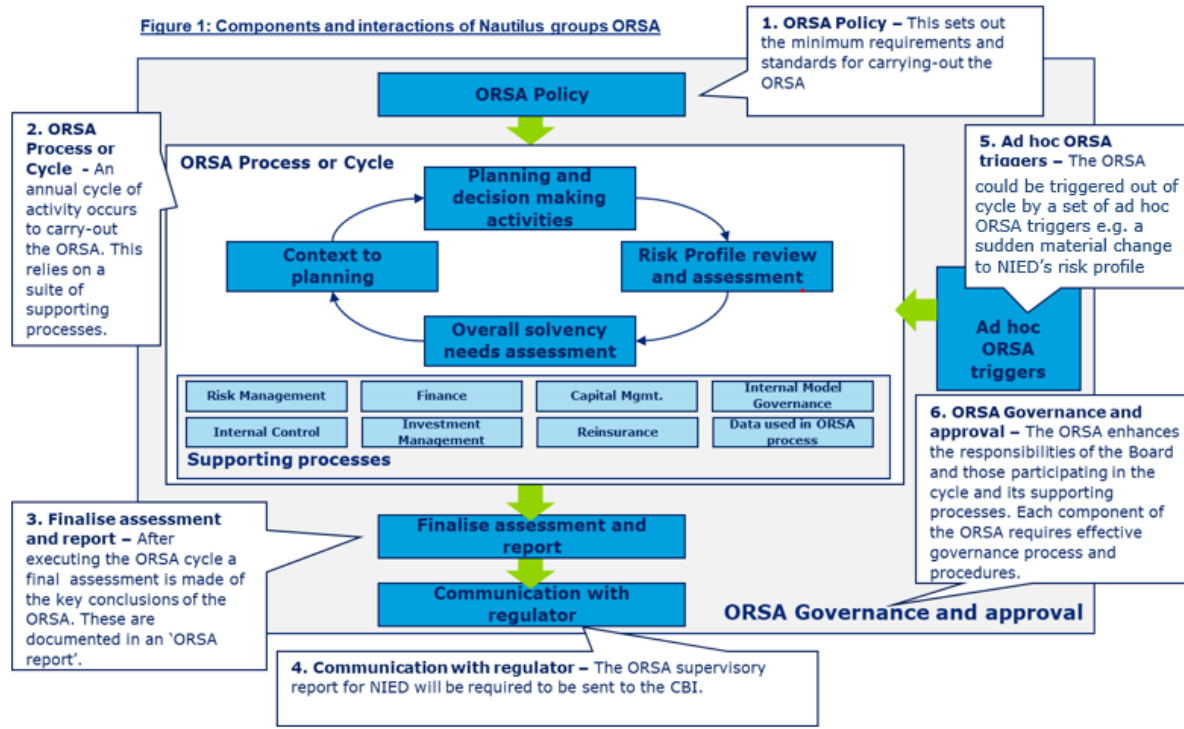 Figure 1: Components and interactions of Nautilus groups ORSA
1. ORSA Policy – This sets out
the minimum requirements and
standards for carrying-out the
ORSA
ORSA Policy
2. ORSA
Process or
Cycle - An
annual cycle of
activity occurs
to carry-out
the ORSA. This
relies on a
suite of
supporting
processes.
ORSA Process or Cycle
Planning and
decision making
activities
Context to
planning
Risk Profile review
and assessment
Overall solvency
needs assessment
5. Ad hoc ORSA
triggers – The ORSA
could be triggered out of
cycle by a set of ad hoc
ORSA triggers e.g. a
sudden material change
to NIED's risk profile
Ad hoc
ORSA
triggers
Risk Management
Finance
Capital Mgmt.
Internal Model
Governance
Internal Control
Investment
Management
Reinsurance
Data used in ORSA
process
Supporting processes
6. ORSA Governance and
approval – The ORSA enhances
the responsibilities of the Board
and those participating in the
cycle and its supporting
processes. Each component of
the ORSA requires effective
governance process and
procedures.
3. Finalise assessment
and report – After
executing the ORSA cycle a
final assessment is made of
the key conclusions of the
ORSA. These are
documented in an ‘ORSA
report’.
Finalise assessment and
report
Communication with
regulator
ORSA Governance and approval
4. Communication with regulator – The ORSA supervisory
report for NIED will be required to be sent to the CBI.